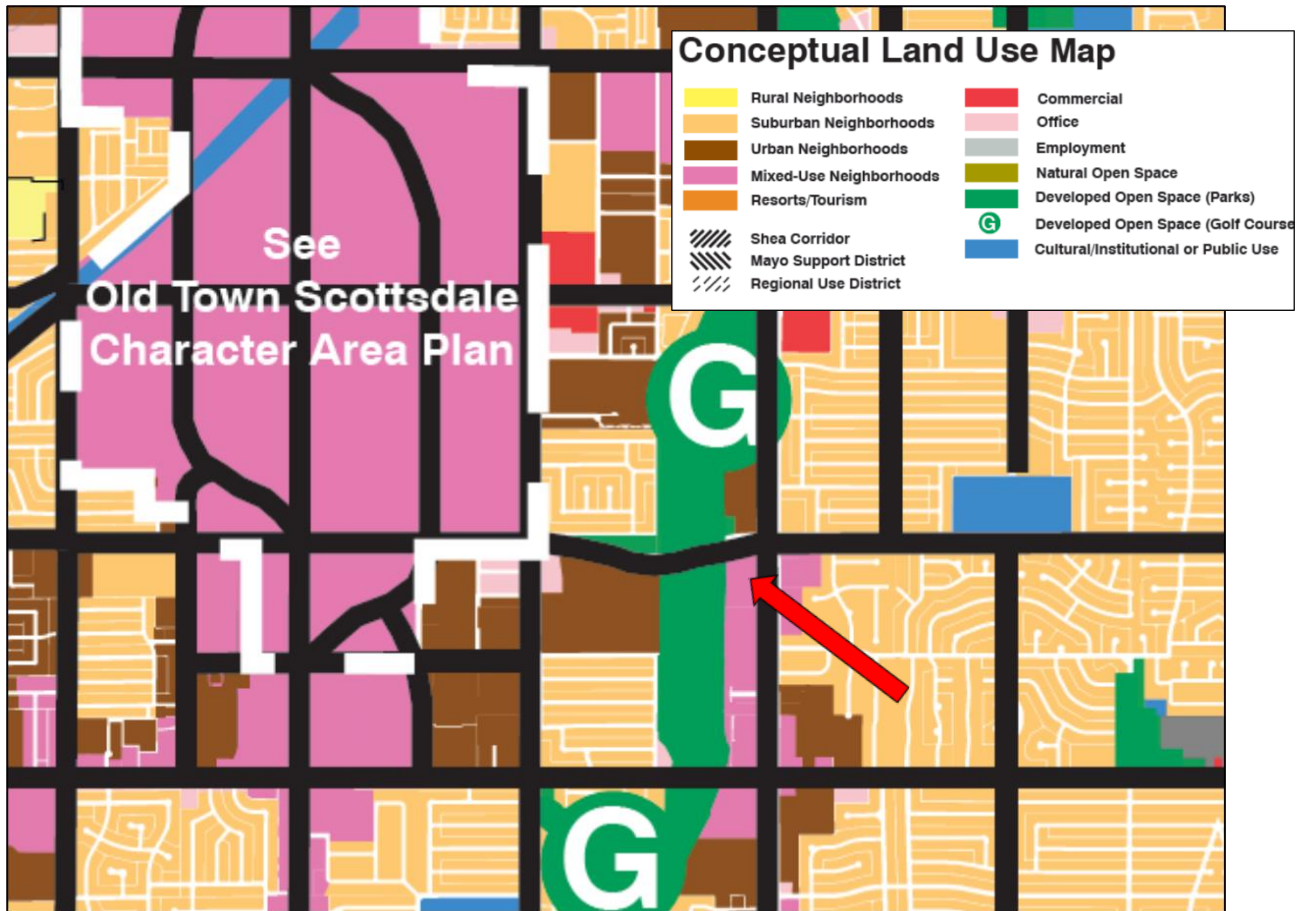 Conceptual Land Use Map
Rural Neighborhoods
Suburban Neighborhoods
Urban Neighborhoods
Mixed-Use Neighborhoods
Resorts/Tourism
Shea Corridor
Mayo Support District
Regional Use District
Commercial
Office
Employment
Natural Open Space
Developed Open Space (Parks)
G
Developed Open Space (Golf Course
Cultural/Institutional or Public Use
See
Old Town Scottsdale
Character Area Plan
G
G